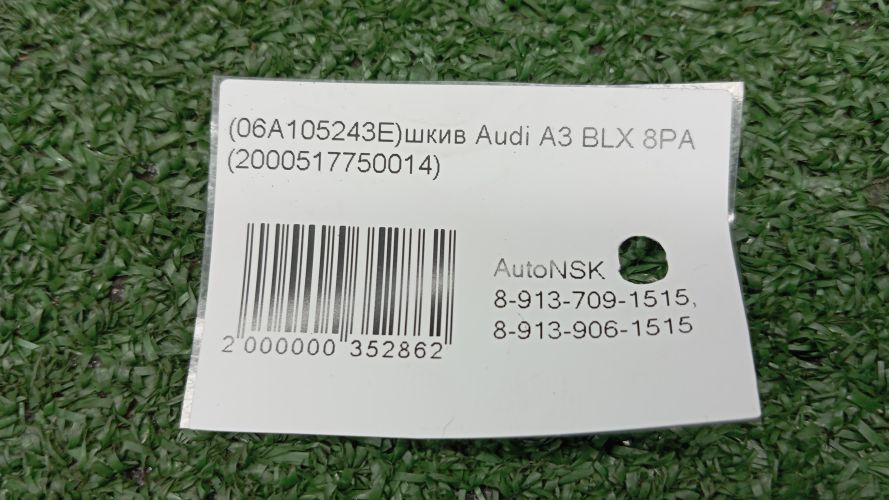 (06A105243E)шкив Audi A3 BLX 8PA
(2000517750014)
AutoNSK
8-913-709-1515,
8-913-906-1515
2 000000 352862